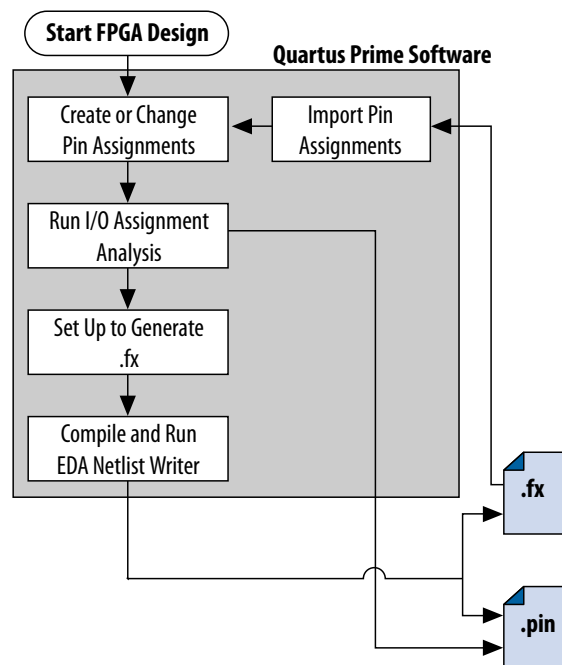 Start FPGA Design
Quartus Prime Software
Create or Change
Pin Assignments
Import Pin
Assignments
Run I/O Assignment
Analysis
Set Up to Generate
.fx
Compile and Run
EDA Netlist Writer
.fx
.pin